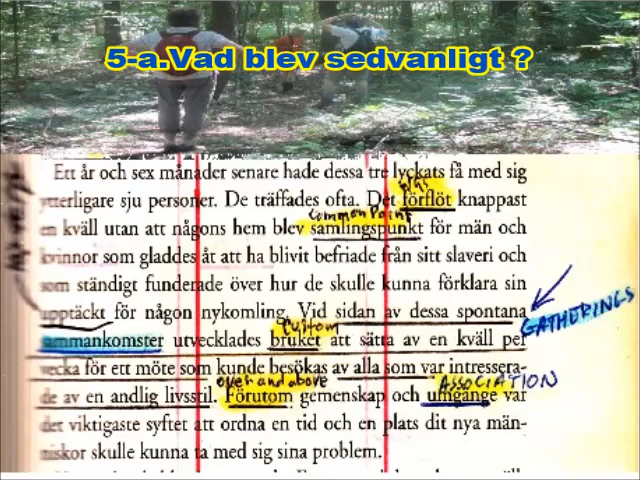 5-a.Vad blev sedvanligt ?
Ett år och sex månader senare hade dessa tre lyckats få med sig
was
ytterligare sju personer. De träffades ofta. Det förflöt knappast
common Point
en kväll utan att någons hem blev samlingspunkt för män och
kvinnor som gladdes åt att ha blivit befriade från sitt slaveri och
som ständigt funderade över hur de skulle kunna förklara sin
upptäckt för någon nykomling. Vid sidan av dessa spontana
GATHERINGS
Custom
sammankomster utvecklades bruket att sätta av en kväll per
vecka för ett möte som kunde besökas av alla som var intressera-
over and above
ASSOCIATION
de av en andlig livsstil. Förutom gemenskap och umgänge var
det viktigaste syftet att ordna en tid och en plats dit nya män-
niskor skulle kunna ta med sig sina problem.